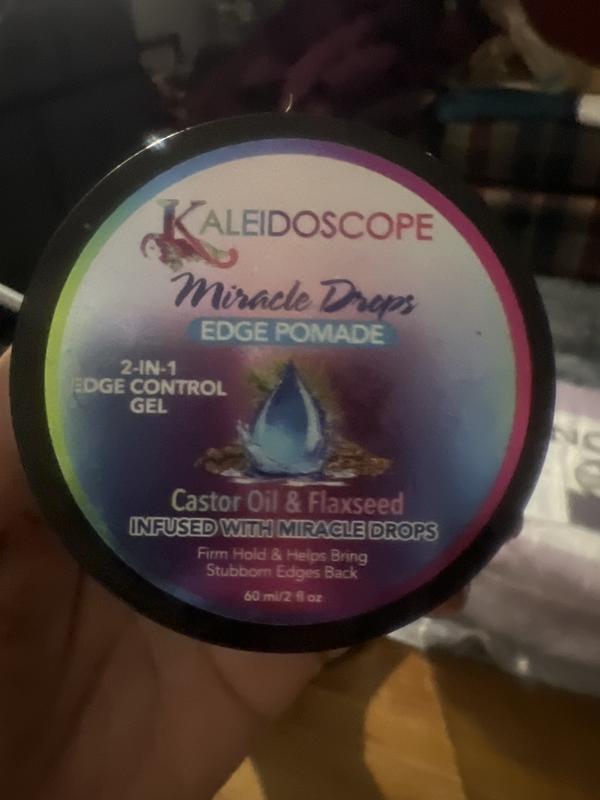 KALEIDOSCOPE
Miracle Drops
EDGE POMADE
2-IN-1
EDGE CONTROL
GEL
Castor Oil & Flaxseed
INFUSED WITH MIRACLE DROPS
Firm Hold & Helps Bring
Stubborn Edges Back
60 ml/2 fl oz